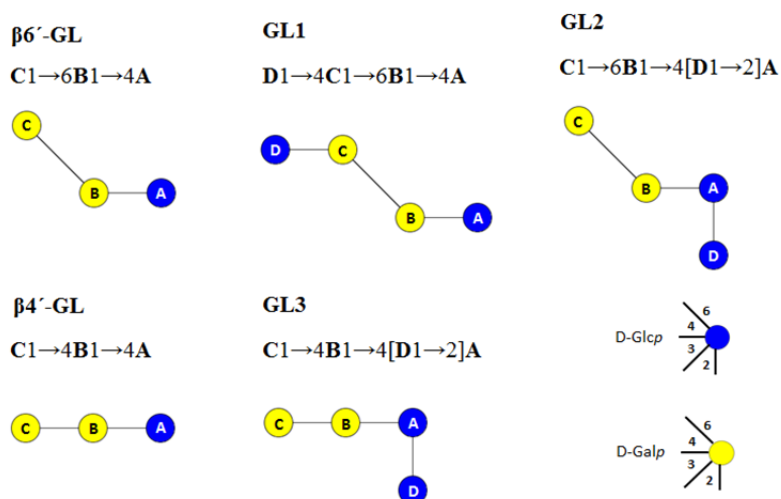 β6´-GL
C1→6B1→4A
C
B
A
GL1
D1→4C1→6B1→4A
D
C
B
A
GL2
C1→6B1→4[D1→2]A
C
B
A
D
β4´-GL
C1→4B1→4A
C
B
A
GL3
C1→4B1→4[D1→2]A
C
B
A
D
D-Glcp
6
4
3
2
D-Galp
6
4
3
2